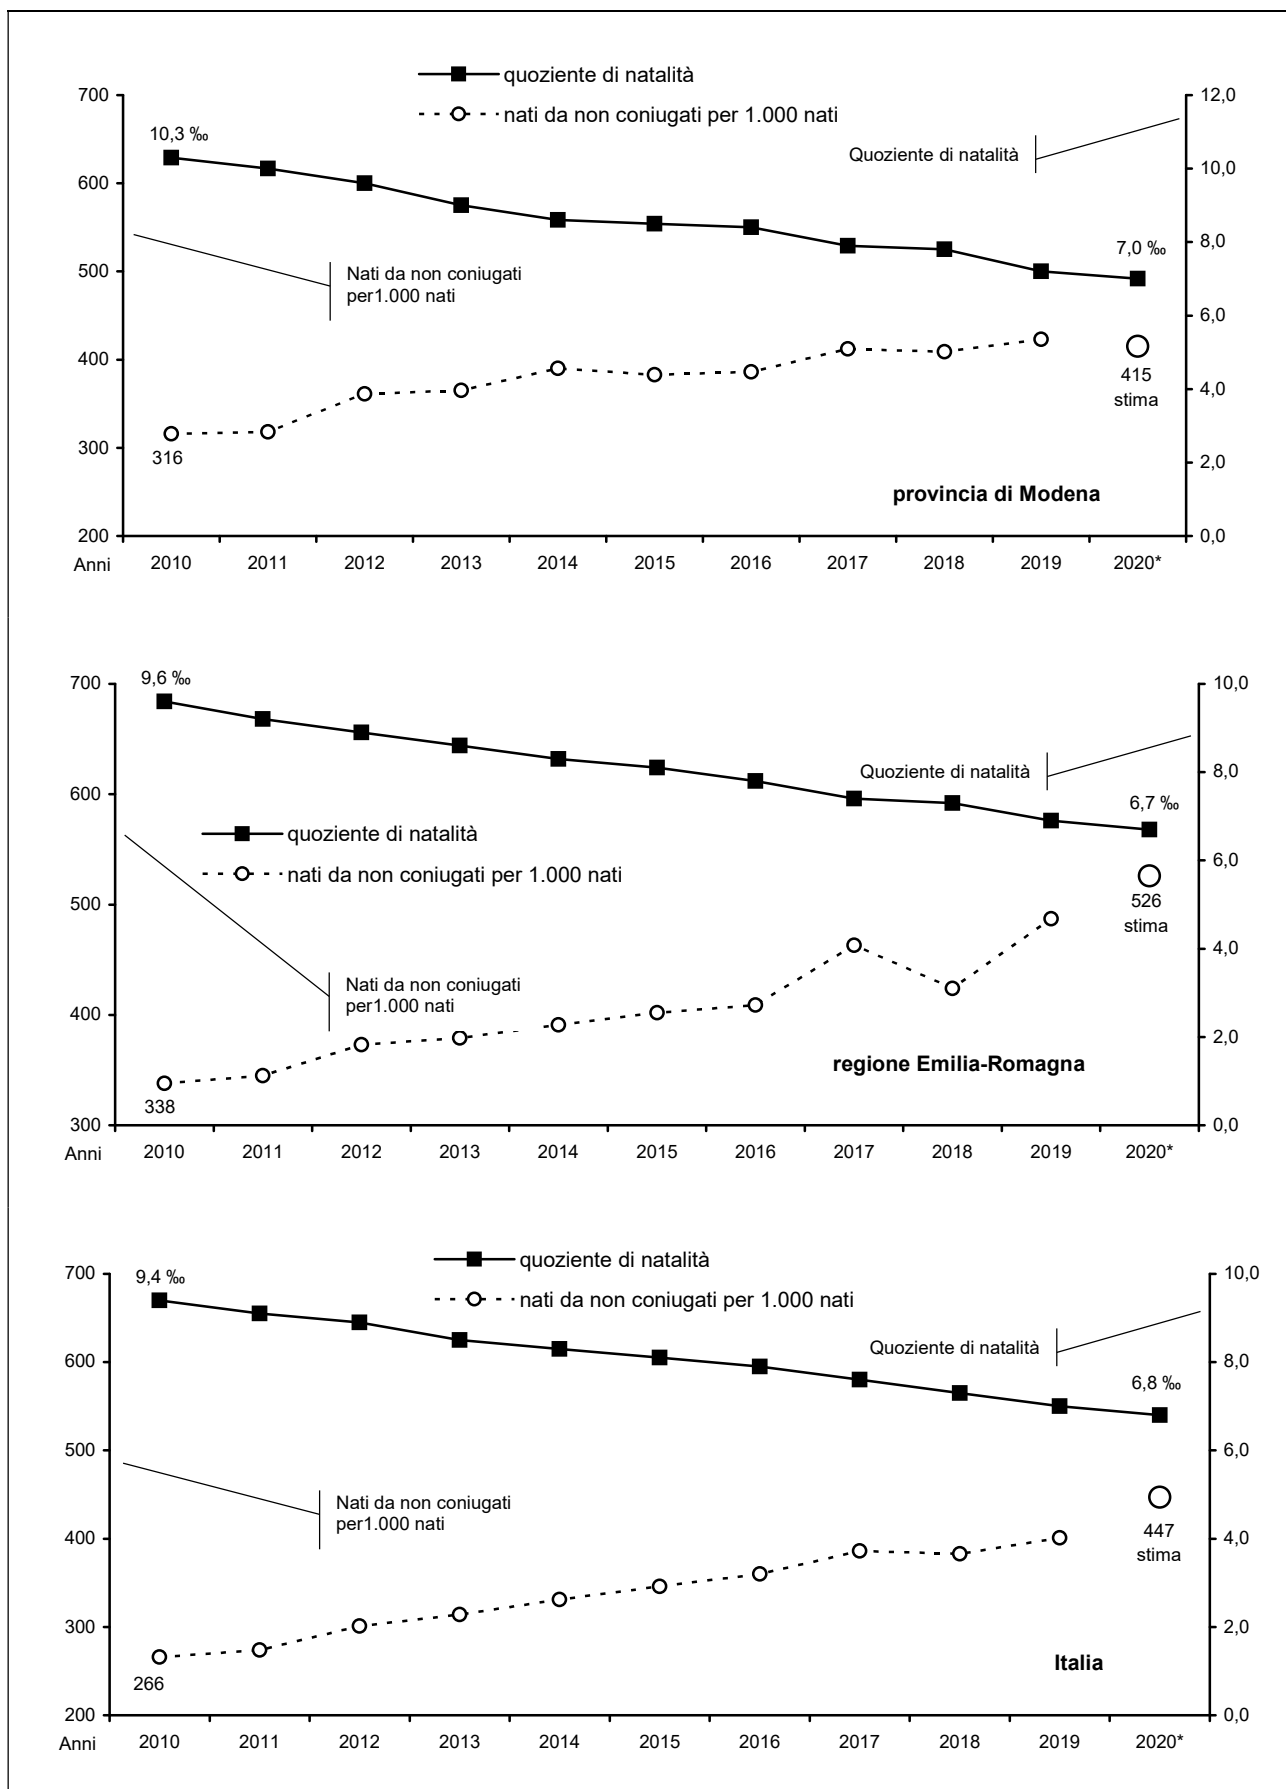 quoziente di natalità
nati da non coniugati per 1.000 nati
700
600
500
400
300
200
12,0
10,0
8,0
6,0
4,0
2,0
0,0
10,3 ‰
Quoziente di natalità
7,0 ‰
Nati da non coniugati
per1.000 nati
316
415
stima
provincia di Modena
Anni 2010 2011 2012 2013 2014 2015 2016 2017 2018 2019 2020*
700
600
500
400
300
10,0
8,0
6,0
4,0
2,0
0,0
9,6 ‰
Quoziente di natalità
6,7 ‰
quoziente di natalità
nati da non coniugati per 1.000 nati
526
stima
Nati da non coniugati
per1.000 nati
338
regione Emilia-Romagna
Anni 2010 2011 2012 2013 2014 2015 2016 2017 2018 2019 2020*
quoziente di natalità
nati da non coniugati per 1.000 nati
700
600
500
400
300
200
10,0
8,0
6,0
4,0
2,0
0,0
9,4 ‰
Quoziente di natalità
6,8 ‰
Nati da non coniugati
per1.000 nati
447
stima
266
Italia
Anni 2010 2011 2012 2013 2014 2015 2016 2017 2018 2019 2020*